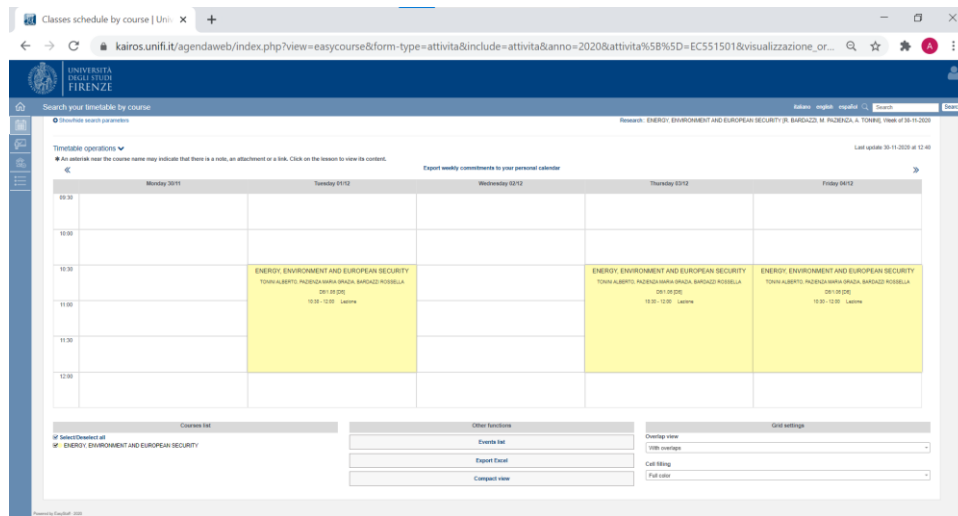 Classes schedule by course | Univ
kairos.unifi.it/agendaweb/index.php?view=easycourse&form-type=attivita&include=attivita&anno=2020&attivita%5B%5D=EC551501&visualizzazione_or...
A
UNIVERSITÀ
DEGLI STUDI
FIRENZE
Search your timetable by course
italiano english español Search Search
Show/hide search parameters
Research: ENERGY, ENVIRONMENT AND EUROPEAN SECURITY [R. BARDAZZI, M. PAZIENZA, A. TONINI], Week of 30-11-2020
Timetable operations
Last update 30-11-2020 at 12:40
✱ An asterisk near the course name may indicate that there is a note, an attachment or a link. Click on the lesson to view its content.
« Export weekly commitments to your personal calendar »
Monday 30/11 Tuesday 01/12 Wednesday 02/12 Thursday 03/12 Friday 04/12
09:30
10:00
10:30
ENERGY, ENVIRONMENT AND EUROPEAN SECURITY
TONINI ALBERTO, PAZIENZA MARIA GRAZIA, BARDAZZI ROSSELLA
10:30 - 12:00 Lezione
ENERGY, ENVIRONMENT AND EUROPEAN SECURITY
TONINI ALBERTO, PAZIENZA MARIA GRAZIA, BARDAZZI ROSSELLA
10:30 - 12:00 Lezione
ENERGY, ENVIRONMENT AND EUROPEAN SECURITY
TONINI ALBERTO, PAZIENZA MARIA GRAZIA, BARDAZZI ROSSELLA
10:30 - 12:00 Lezione
11:00
11:30
12:00
Courses list
Select/Deselect all
ENERGY, ENVIRONMENT AND EUROPEAN SECURITY
Other functions
Events list
Export Excel
Compact view
Grid settings
Overlap view
With overlaps
Cell filling
Full color
Powered by EasyStaff - 2020